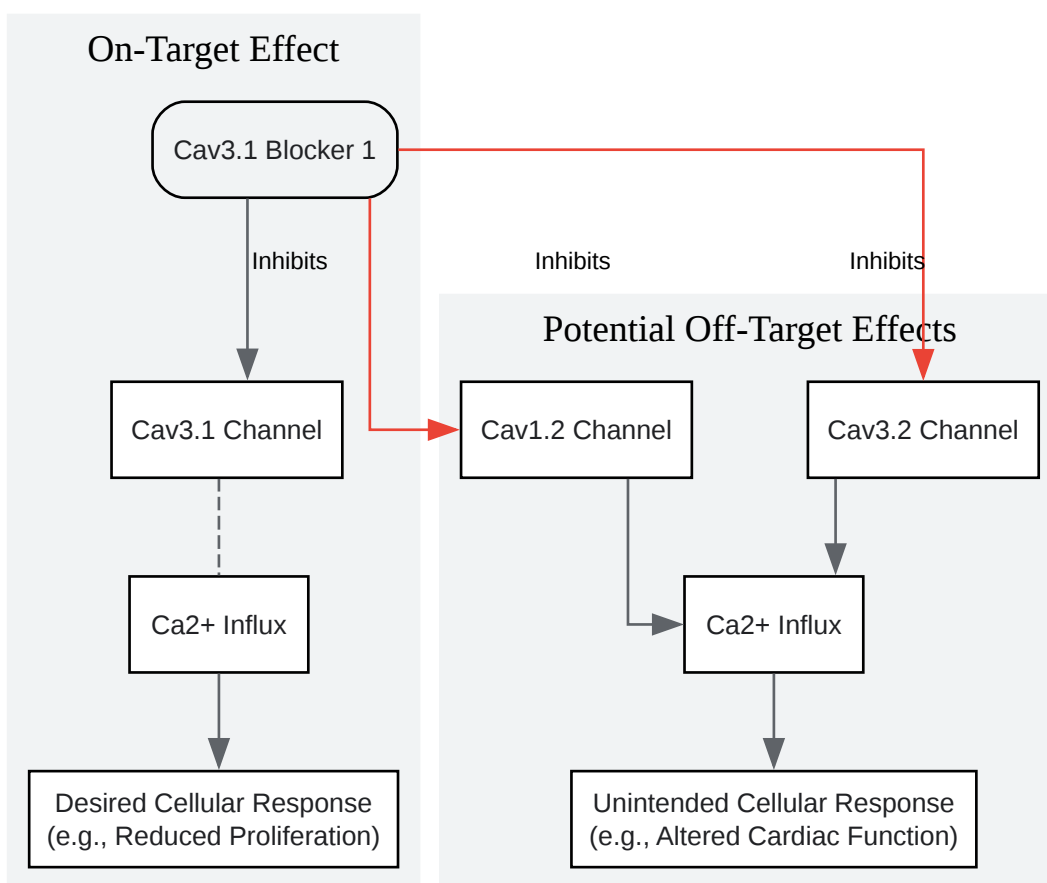 On-Target Effect
Cav3.1 Blocker 1
Inhibits
Inhibits
Inhibits
Potential Off-Target Effects
Cav3.1 Channel
Cav1.2 Channel
Cav3.2 Channel
Ca2+ Influx
Ca2+ Influx
Desired Cellular Response
(e.g., Reduced Proliferation)
Unintended Cellular Response
(e.g., Altered Cardiac Function)